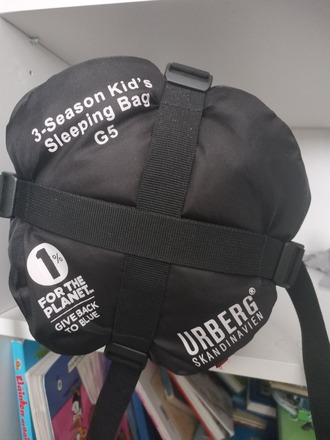 3-Season Kid's
Sleeping Bag
G5
1%
FOR THE
PLANET®
GIVE BACK
TO BLUE
URBERG®
SKANDINAVIEN